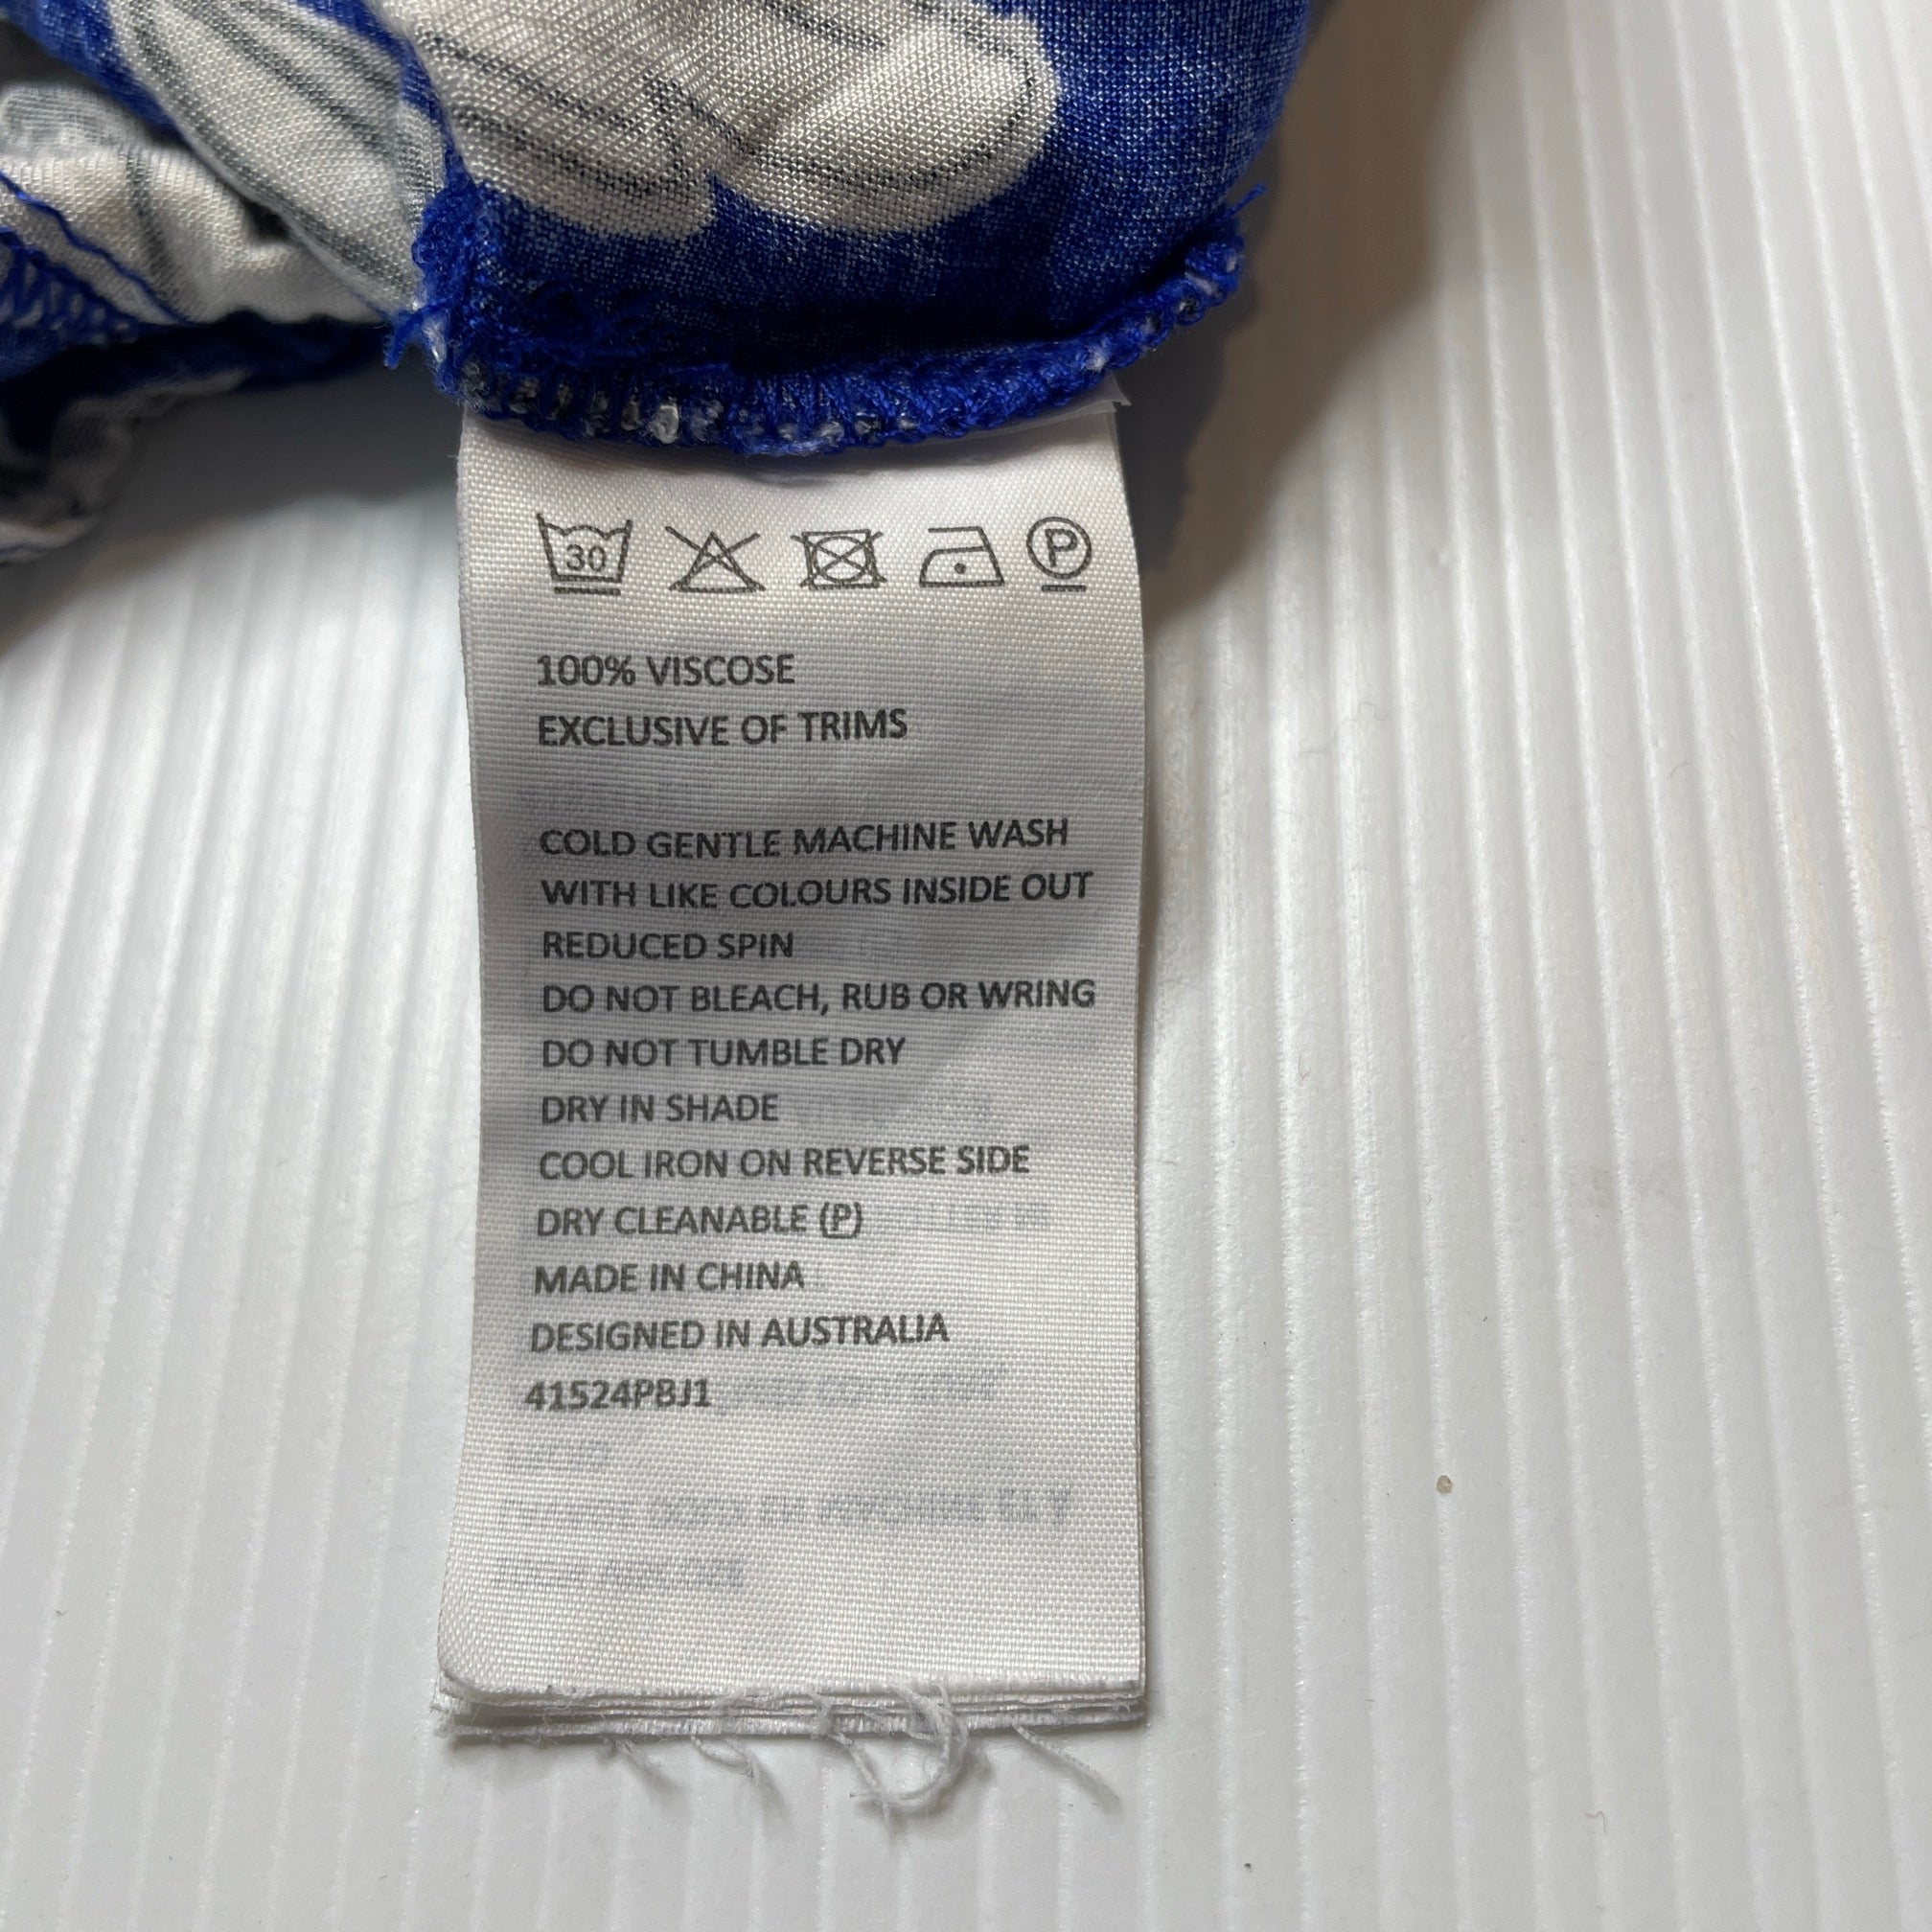 30 P
100% VISCOSE
EXCLUSIVE OF TRIMS
COLD GENTLE MACHINE WASH
WITH LIKE COLOURS INSIDE OUT
REDUCED SPIN
DO NOT BLEACH, RUB OR WRING
DO NOT TUMBLE DRY
DRY IN SHADE
COOL IRON ON REVERSE SIDE
DRY CLEANABLE (P)
MADE IN CHINA
DESIGNED IN AUSTRALIA
41524PBJ1